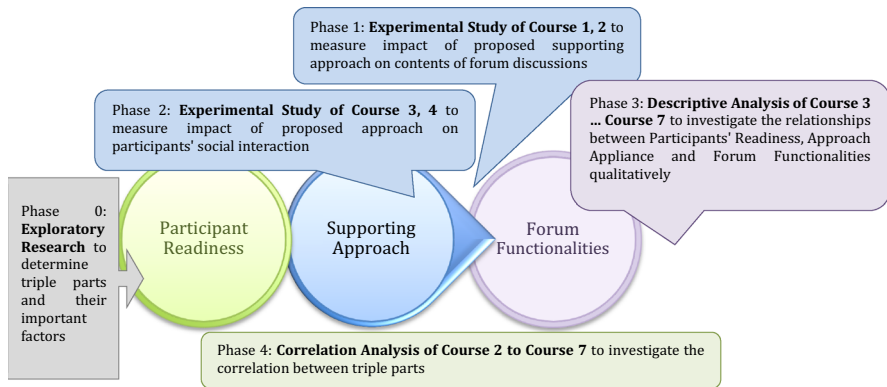 Phase 1: Experimental Study of Course 1, 2 to
measure impact of proposed supporting
approach on contents of forum discussions
Phase 2: Experimental Study of Course 3, 4 to
measure impact of proposed approach on
participants' social interaction
Phase 3: Descriptive Analysis of Course 3
... Course 7 to investigate the relationships
between Participants' Readiness, Approach
Appliance and Forum Functionalities
qualitatively
Phase 0:
Exploratory
Research to
determine
triple parts
and their
important
factors
Participant
Readiness
Supporting
Approach
Forum
Functionalities
Phase 4: Correlation Analysis of Course 2 to Course 7 to investigate the
correlation between triple parts